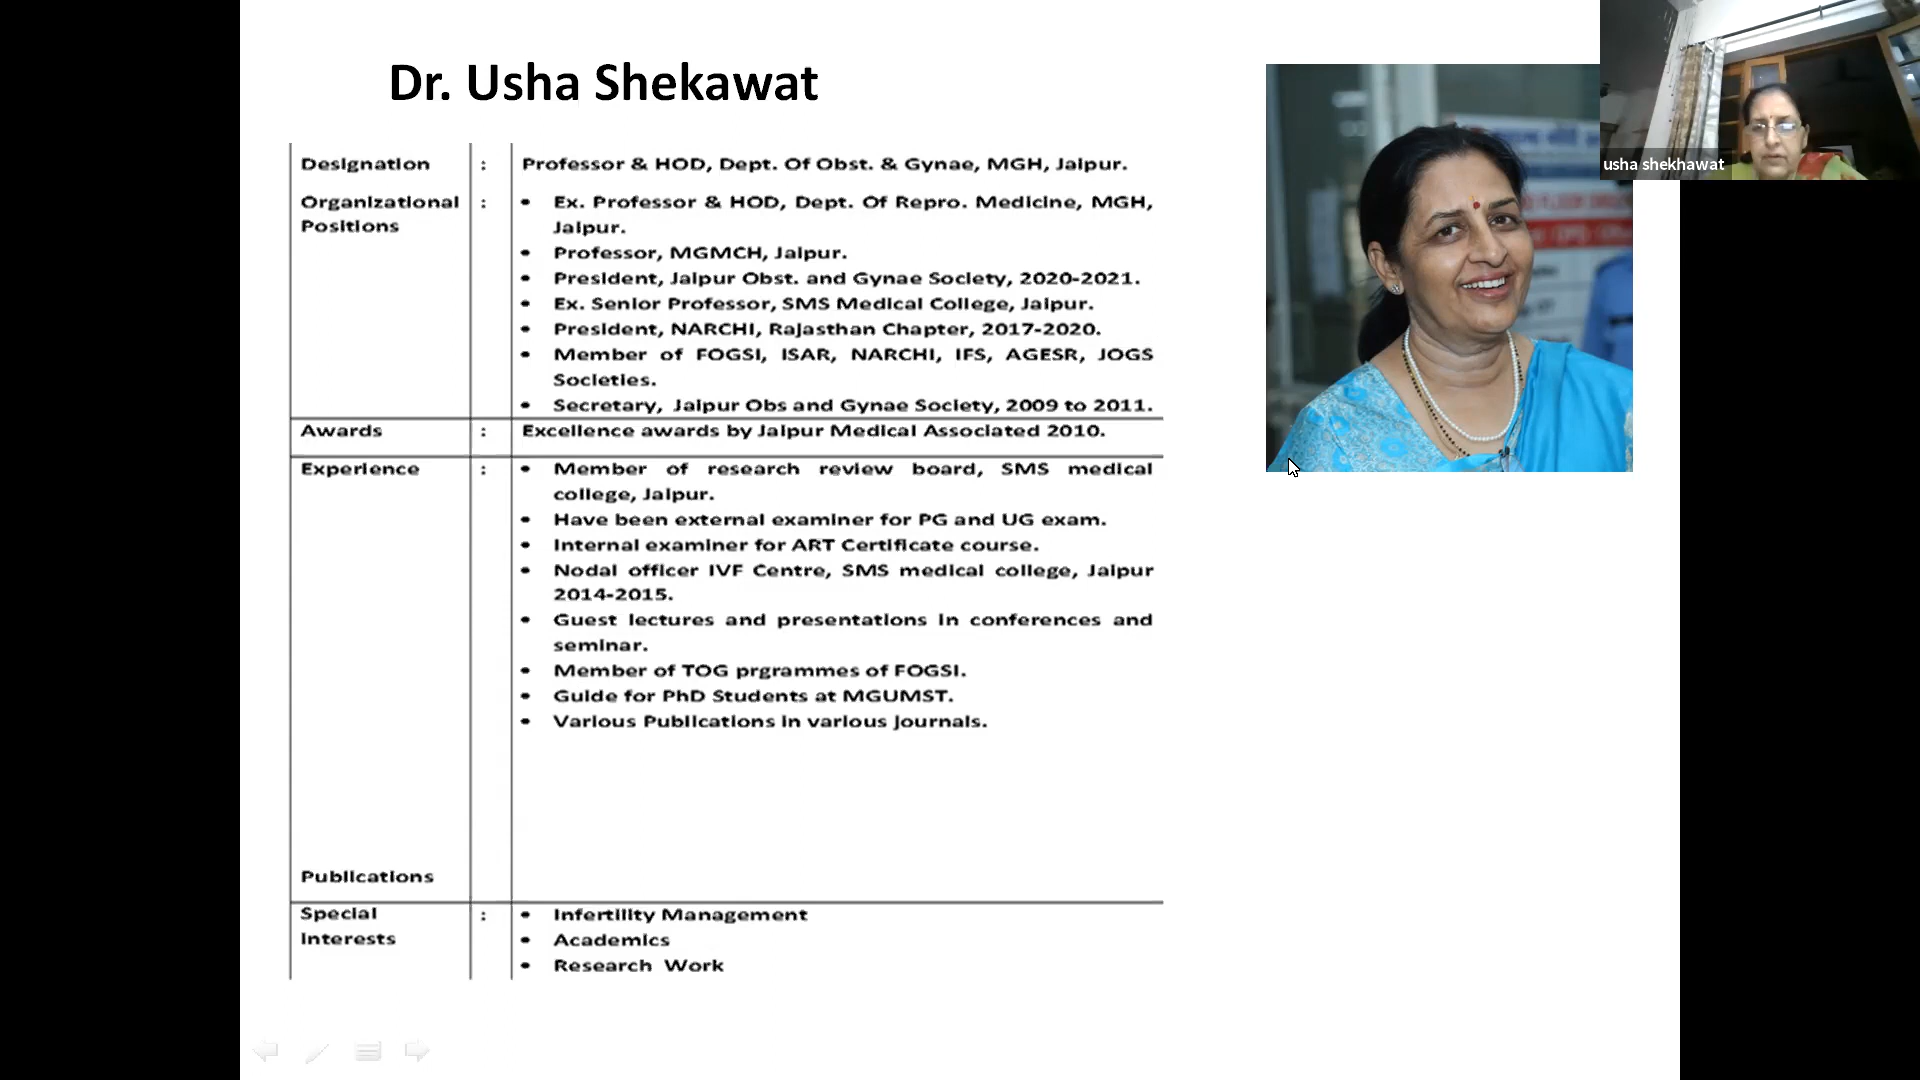 Dr. Usha Shekawat
usha shekhawat
Designation : Professor & HOD, Dept. Of Obst. & Gynae, MGH, Jaipur.
Organizational : • Ex. Professor & HOD, Dept. Of Repro. Medicine, MGH,
Positions Jaipur.
• Professor, MGMCH, Jaipur.
• President, Jaipur Obst. and Gynae Society, 2020-2021.
• Ex. Senior Professor, SMS Medical College, Jaipur.
• President, NARCHI, Rajasthan Chapter, 2017-2020.
• Member of FOGSI, ISAR, NARCHI, IFS, AGESR, JOGS
Societies.
• Secretary, Jaipur Obs and Gynae Society, 2009 to 2011.
Awards : Excellence awards by Jaipur Medical Associated 2010.
Experience : • Member of research review board, SMS medical
college, Jaipur.
• Have been external examiner for PG and UG exam.
• Internal examiner for ART Certificate course.
• Nodal officer IVF Centre, SMS medical college, Jaipur
2014-2015.
• Guest lectures and presentations in conferences and
seminar.
• Member of TOG prgrammes of FOGSI.
• Guide for PhD Students at MGUMST.
• Various Publications in various journals.
Publications
Special : • Infertility Management
Interests • Academics
• Research Work